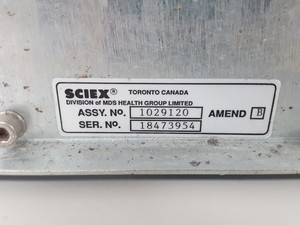 SCIEX® TORONTO CANADA
DIVISION of MDS HEALTH GROUP LIMITED
ASSY. No. 1029120 AMEND B
SER. No. 18473954